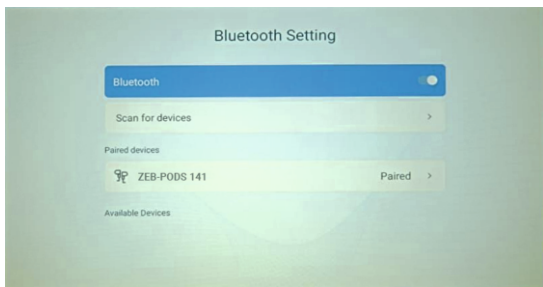 Bluetooth Setting
Bluetooth
Scan for devices
Paired devices
ZEB-PODS 141 Paired
Available Devices